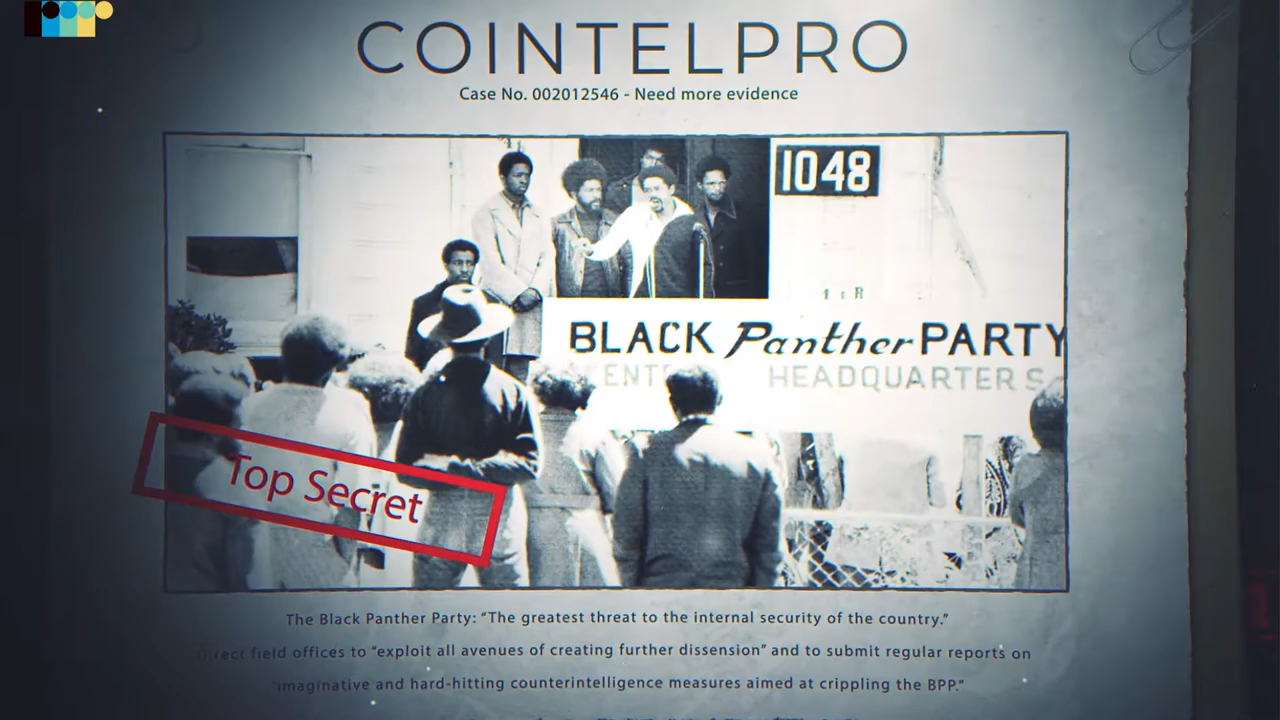 COINTELPRO
Case No. 002012546 - Need more evidence
1048
BLACK Panther PARTY
HEADQUARTERS
Top Secret
The Black Panther Party: “The greatest threat to the internal security of the country.”
Direct field offices to “exploit all avenues of creating further dissension” and to submit regular reports on
“imaginative and hard-hitting counterintelligence measures aimed at crippling the BPP.”